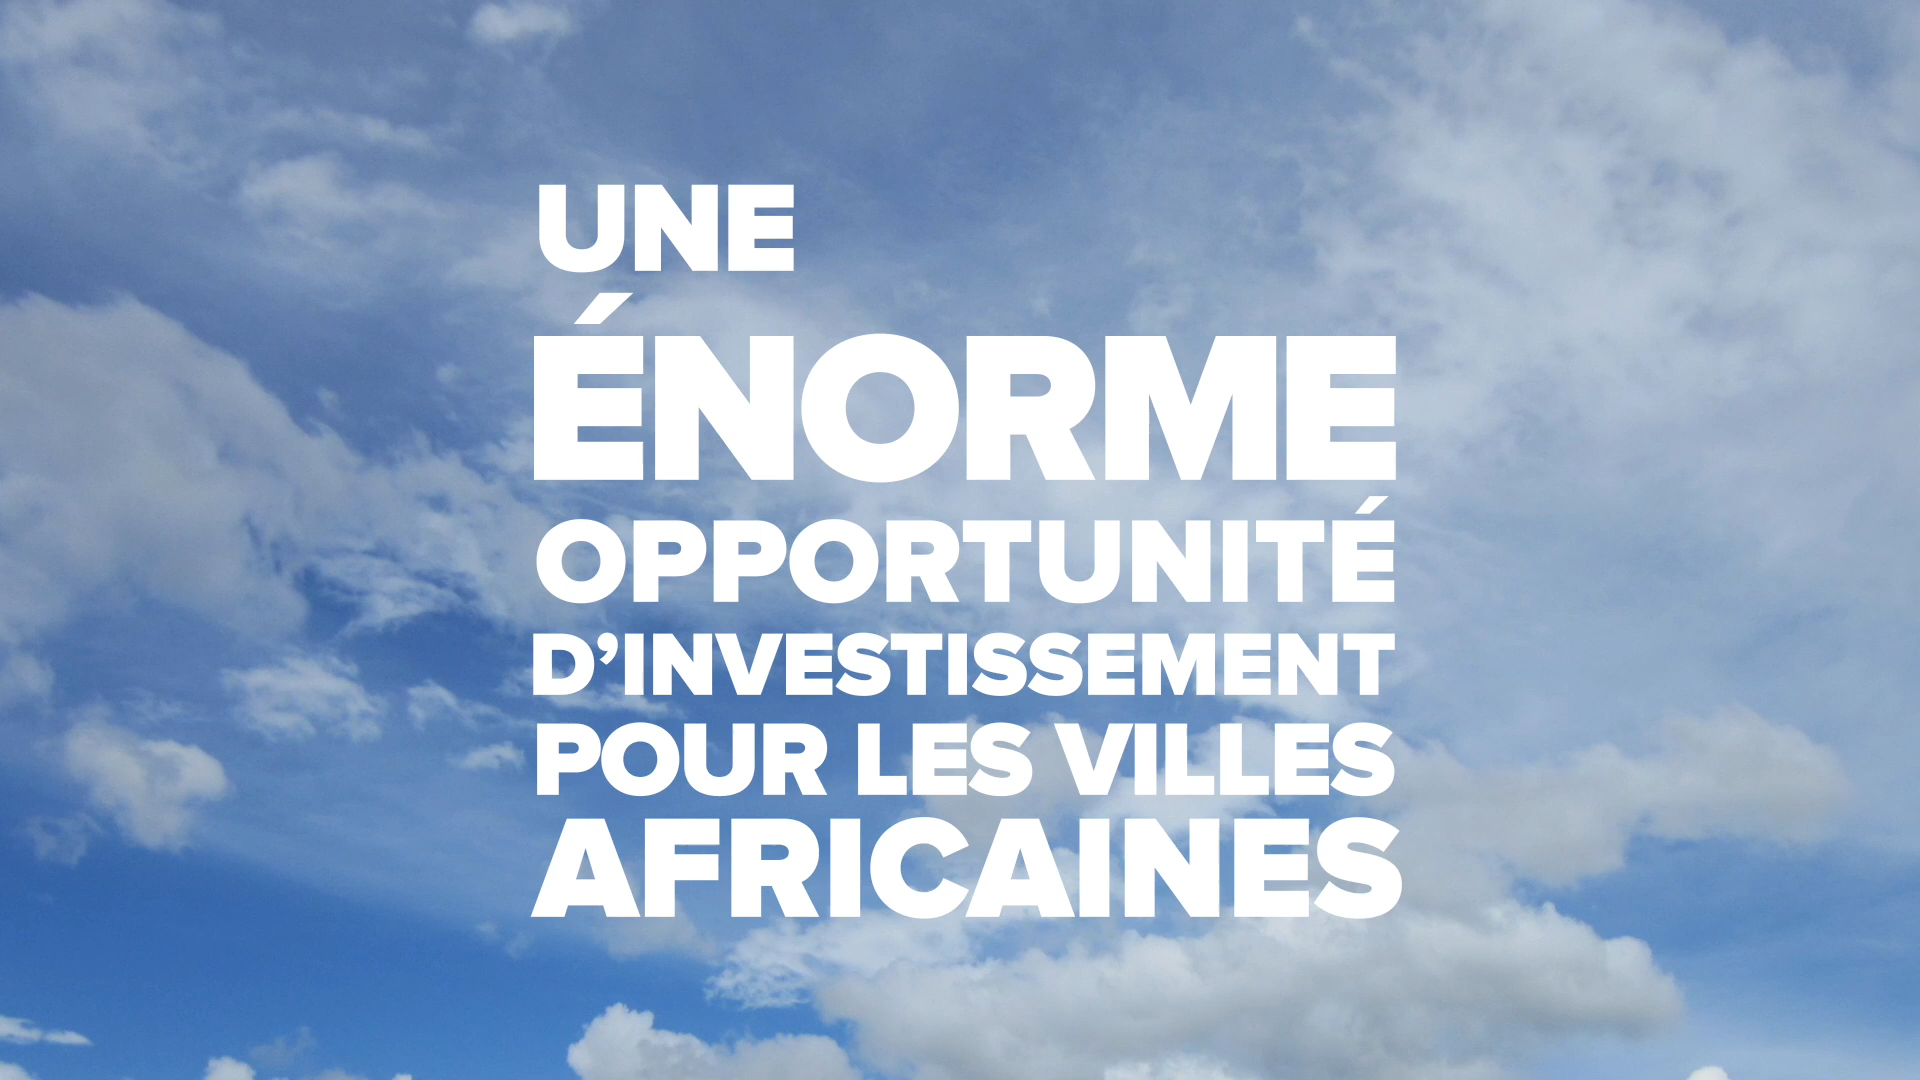 UNE
ÉNORME
OPPORTUNITÉ
D’INVESTISSEMENT
POUR LES VILLES
AFRICAINES